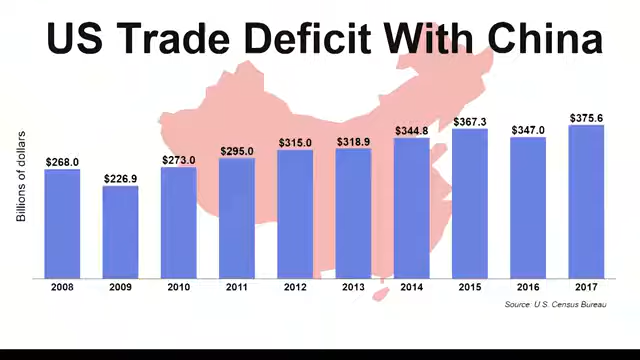 US Trade Deficit With China
Billions of dollars
$268.0 $226.9 $273.0 $295.0 $315.0 $318.9 $344.8 $367.3 $347.0 $375.6
2008 2009 2010 2011 2012 2013 2014 2015 2016 2017
Source: U.S. Census Bureau